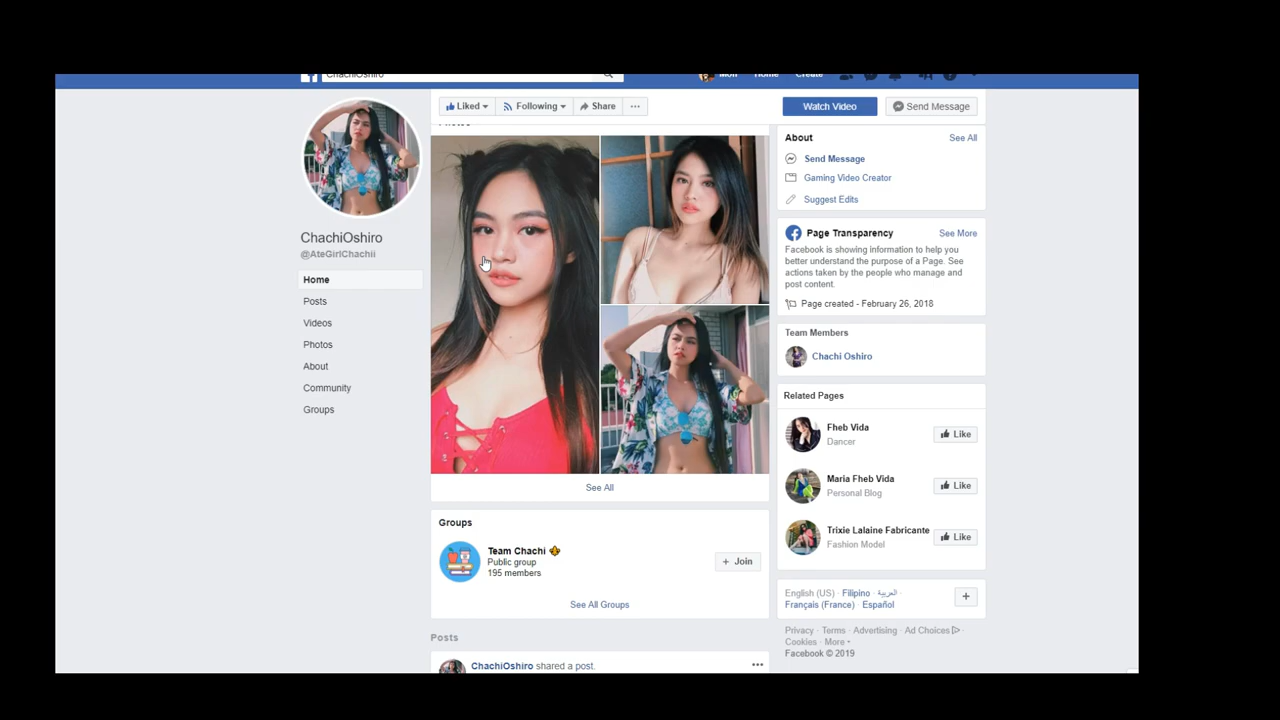 ChachiOshiro
Mon
Home
Create
Liked
Following
Share
Watch Video
Send Message
Photos
About
See All
Send Message
Gaming Video Creator
Suggest Edits
ChachiOshiro
@AteGirlChachii
Home
Posts
Videos
Photos
About
Community
Groups
Page Transparency
See More
Facebook is showing information to help you
better understand the purpose of a Page. See
actions taken by the people who manage and
post content.
Page created - February 26, 2018
Team Members
Chachi Oshiro
Related Pages
Fheb Vida
Dancer
Like
Maria Fheb Vida
Personal Blog
Like
Trixie Lalaine Fabricante
Fashion Model
Like
See All
Groups
Team Chachi
Public group
195 members
+ Join
See All Groups
English (US) · Filipino · العربية ·
Français (France) · Español
Privacy · Terms · Advertising · Ad Choices ·
Cookies · More
Facebook © 2019
Posts
ChachiOshiro shared a post.